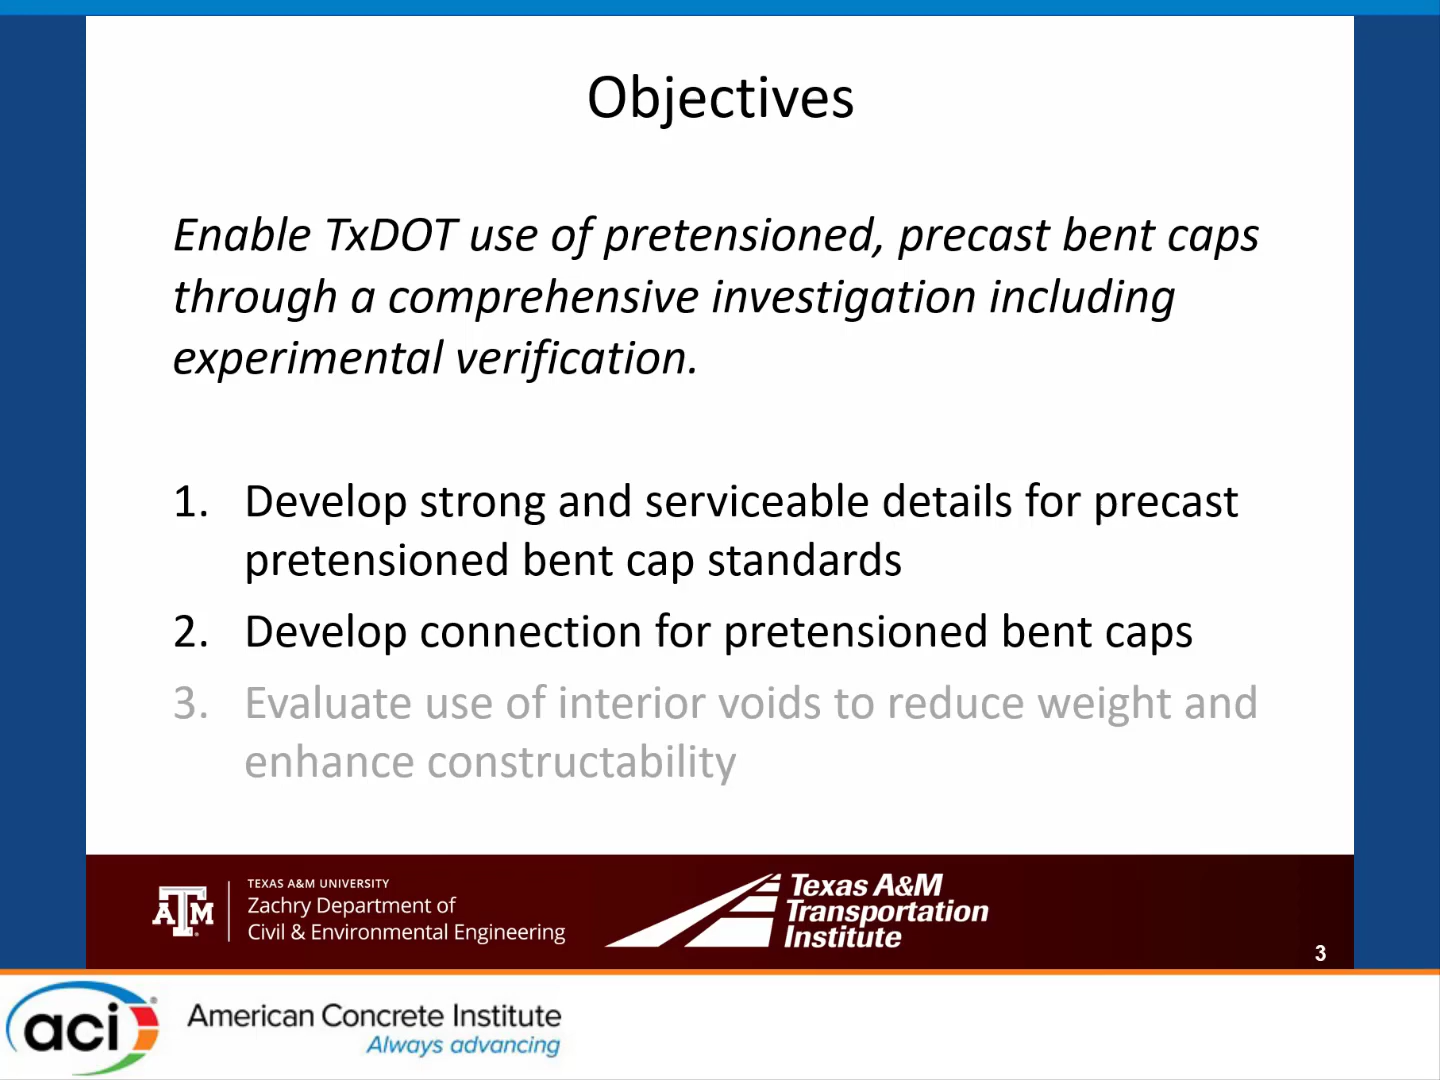 Objectives
Enable TxDOT use of pretensioned, precast bent caps
through a comprehensive investigation including
experimental verification.
1. Develop strong and serviceable details for precast
pretensioned bent cap standards
2. Develop connection for pretensioned bent caps
3. Evaluate use of interior voids to reduce weight and
enhance constructability
ATM
TEXAS A&M UNIVERSITY
Zachry Department of
Civil & Environmental Engineering
Texas A&M
Transportation
Institute
3
aci
American Concrete Institute
Always advancing